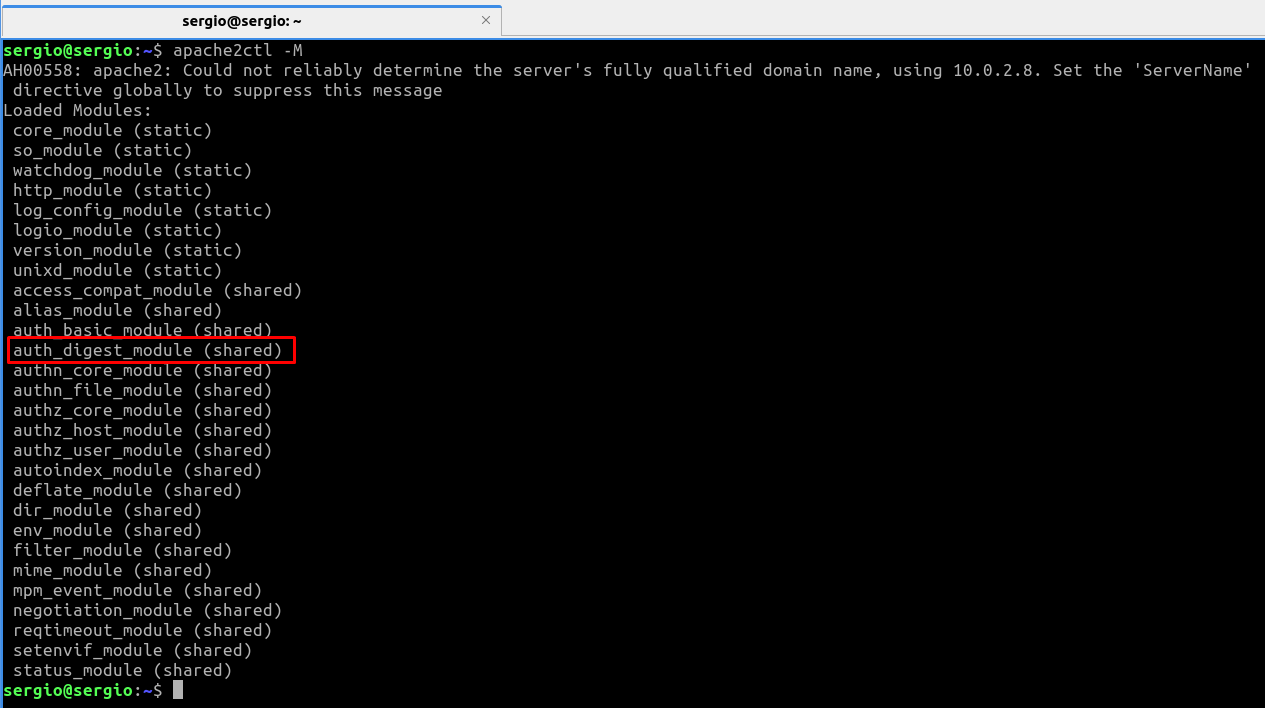 sergio@sergio: ~
sergio@sergio:~$ apache2ctl -M
AH00558: apache2: Could not reliably determine the server's fully qualified domain name, using 10.0.2.8. Set the 'ServerName'
directive globally to suppress this message
Loaded Modules:
core_module (static)
so_module (static)
watchdog_module (static)
http_module (static)
log_config_module (static)
logio_module (static)
version_module (static)
unixd_module (static)
access_compat_module (shared)
alias_module (shared)
auth_basic_module (shared)
auth_digest_module (shared)
authn_core_module (shared)
authn_file_module (shared)
authz_core_module (shared)
authz_host_module (shared)
authz_user_module (shared)
autoindex_module (shared)
deflate_module (shared)
dir_module (shared)
env_module (shared)
filter_module (shared)
mime_module (shared)
mpm_event_module (shared)
negotiation_module (shared)
reqtimeout_module (shared)
setenvif_module (shared)
status_module (shared)
sergio@sergio:~$